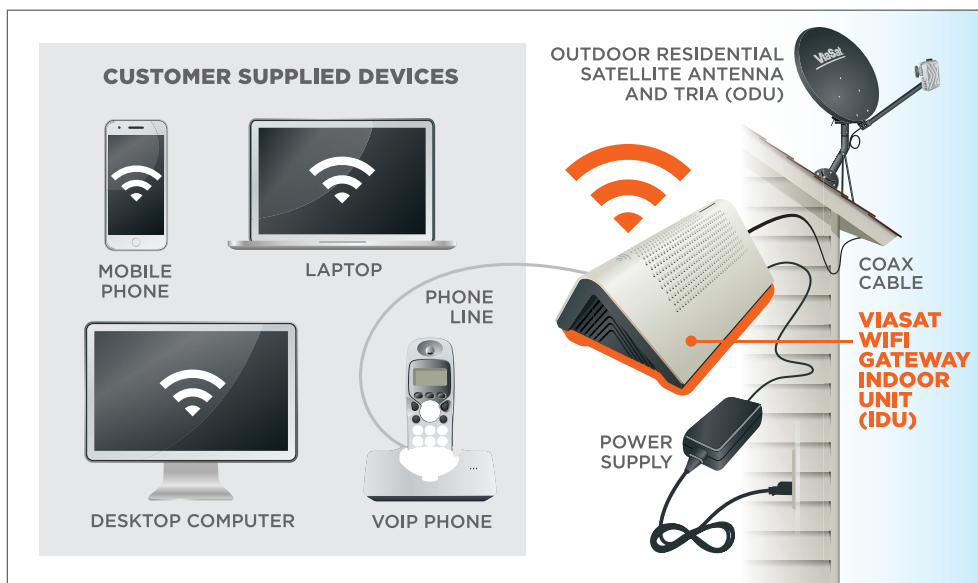 CUSTOMER SUPPLIED DEVICES
MOBILE
PHONE
LAPTOP
PHONE
LINE
DESKTOP COMPUTER
VOIP PHONE
OUTDOOR RESIDENTIAL
SATELLITE ANTENNA
AND TRIA (ODU)
ViaSat
COAX
CABLE
VIASAT
WIFI
GATEWAY
INDOOR
UNIT
(IDU)
POWER
SUPPLY